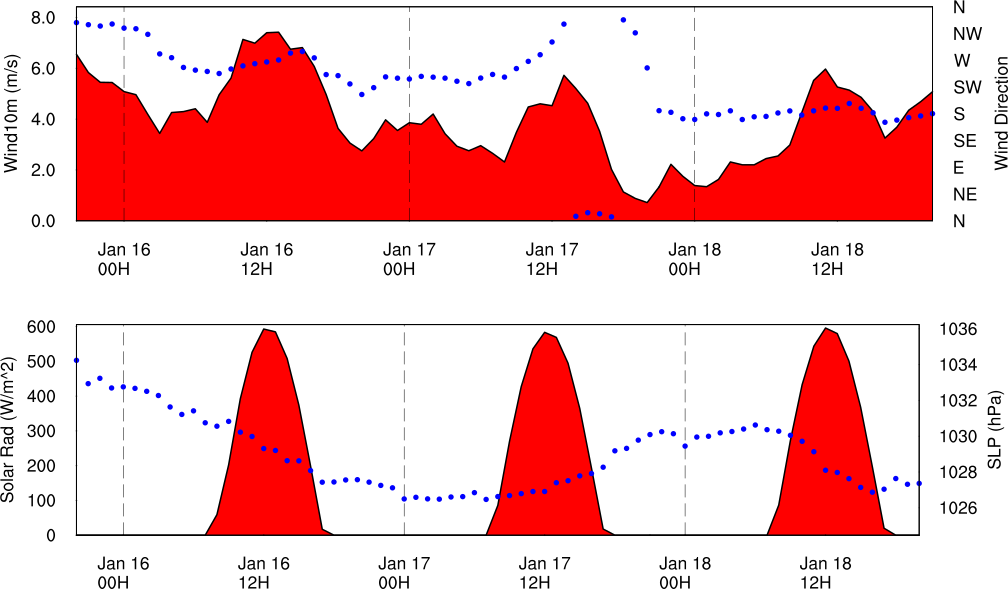 8.0
6.0
4.0
2.0
0.0
Wind10m (m/s)
N
NW
W
SW
S
SE
E
NE
N
Wind Direction
Jan 16 Jan 16 Jan 17 Jan 17 Jan 18 Jan 18
00H 12H 00H 12H 00H 12H
600
500
400
300
200
100
0
Solar Rad (W/m^2)
1036
1034
1032
1030
1028
1026
SLP (hPa)
Jan 16 Jan 16 Jan 17 Jan 17 Jan 18 Jan 18
00H 12H 00H 12H 00H 12H